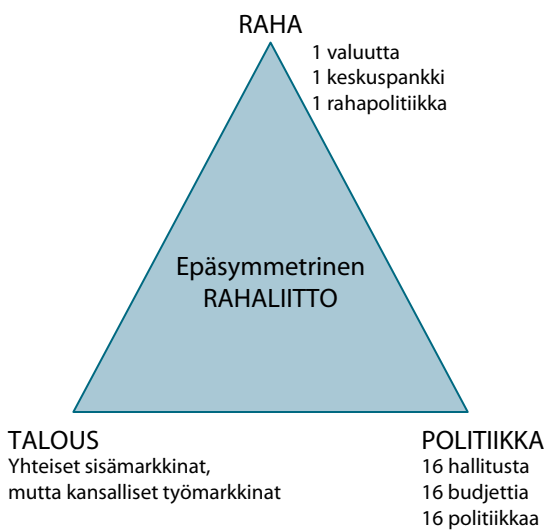 RAHA
1 valuutta
1 keskuspankki
1 rahapolitiikka
Epäsymmetrinen
RAHALIITTO
TALOUS
Yhteiset sisämarkkinat,
mutta kansalliset työmarkkinat
POLITIIKKA
16 hallitusta
16 budjettia
16 politiikkaa